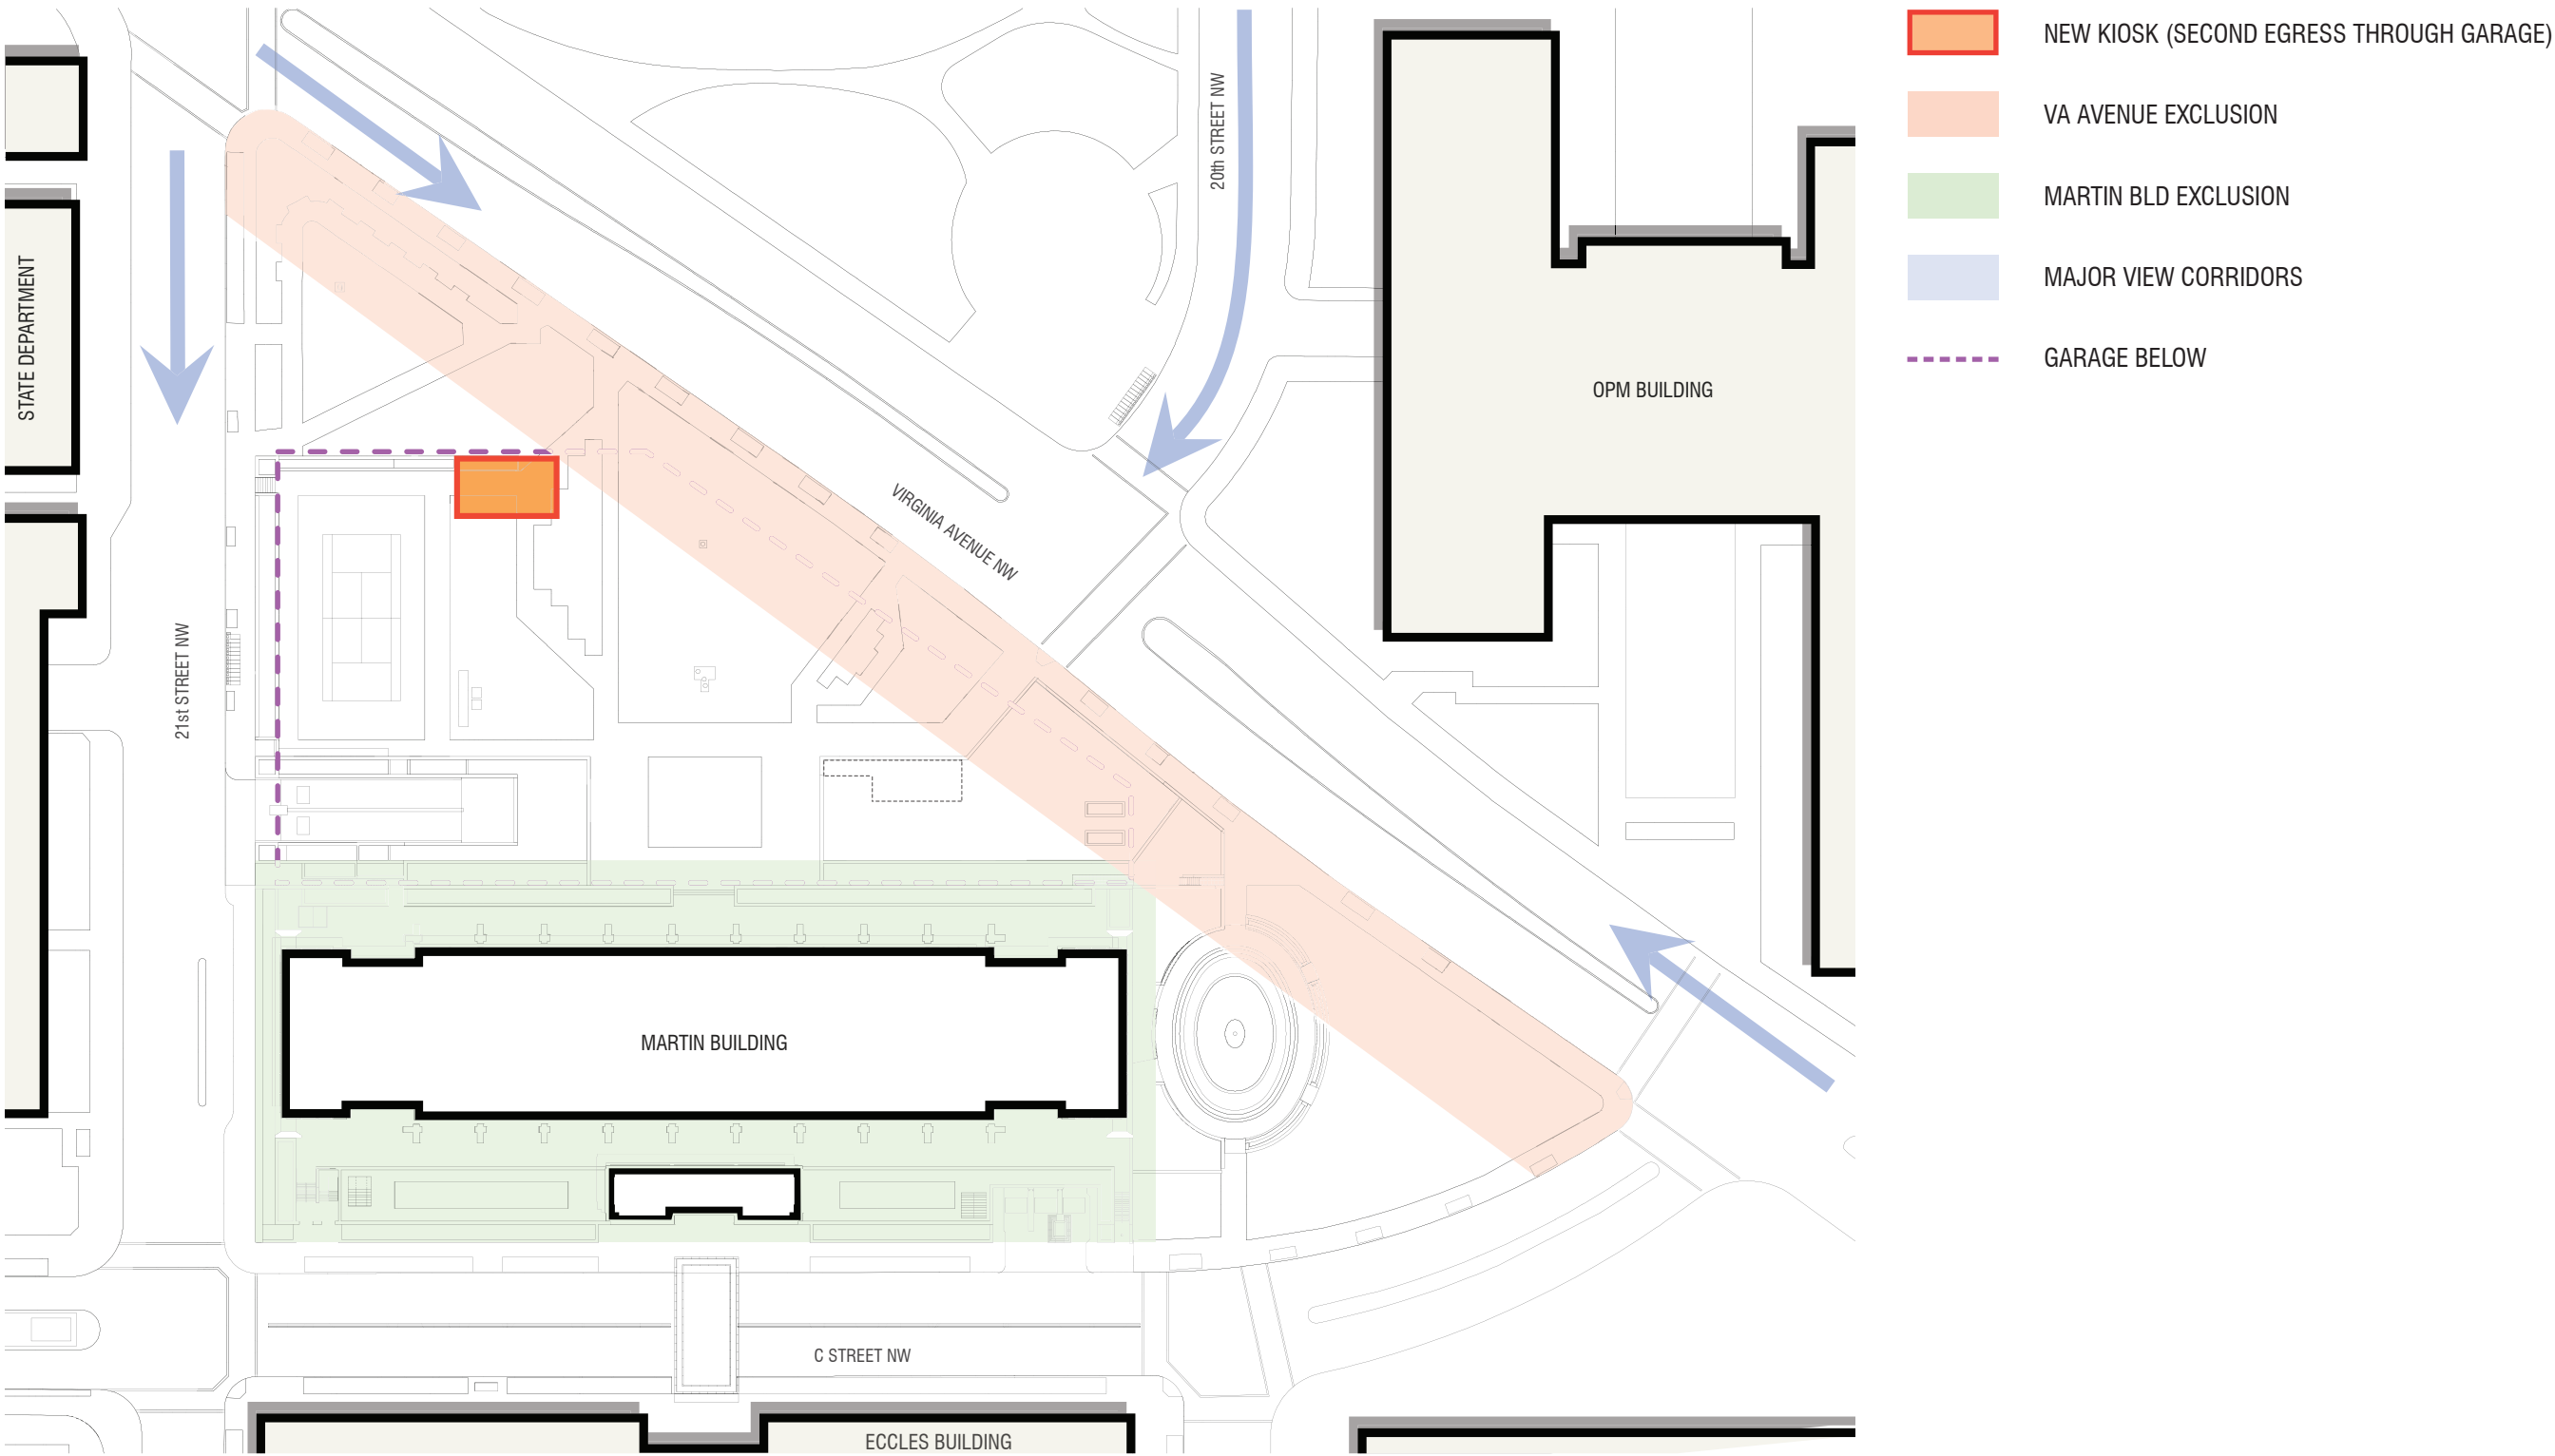 NEW KIOSK (SECOND EGRESS THROUGH GARAGE)
VA AVENUE EXCLUSION
MARTIN BLD EXCLUSION
MAJOR VIEW CORRIDORS
GARAGE BELOW
20th STREET NW
STATE DEPARTMENT
OPM BUILDING
VIRGINIA AVENUE NW
21st STREET NW
MARTIN BUILDING
C STREET NW
ECCLES BUILDING